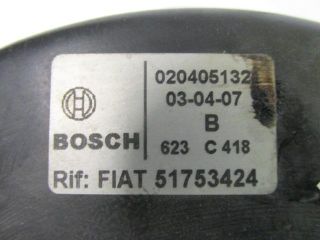 020405132
03-04-07
BOSCH B
623 C 418
Rif: FIAT 51753424